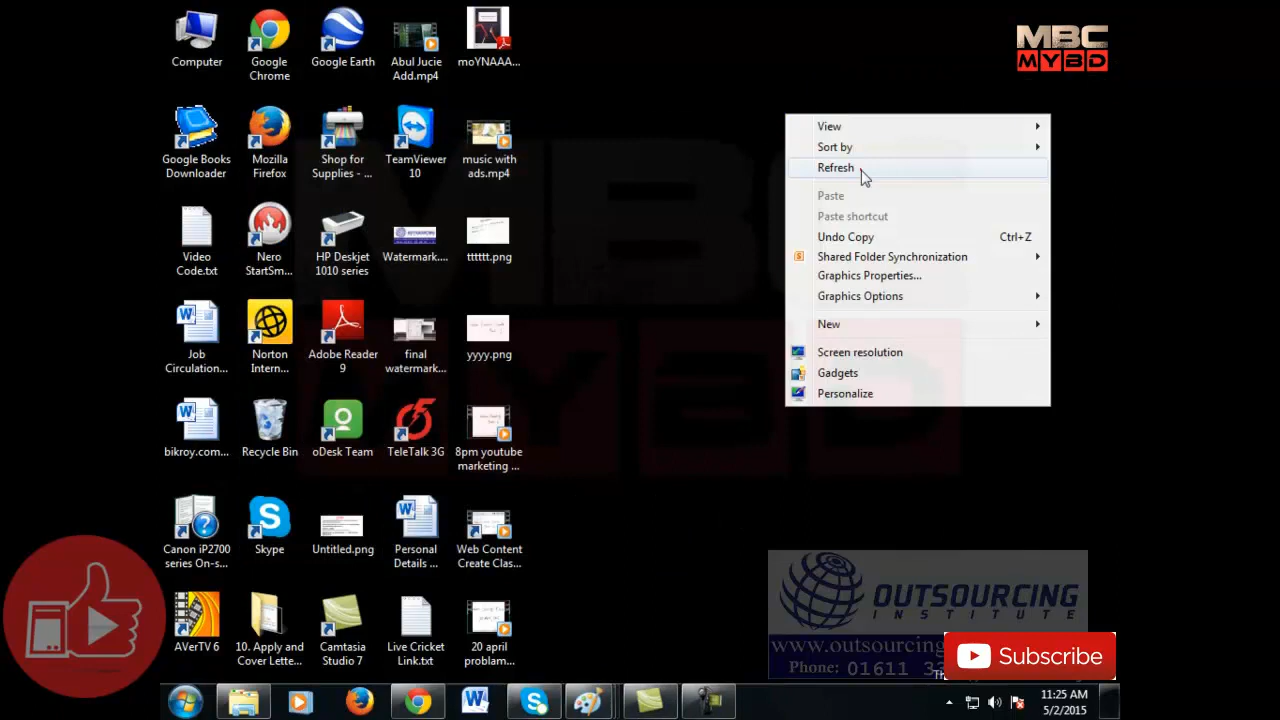 Computer
Google
Chrome
Google Earth
Abul Jucie
Add.mp4
moYNAAA...
MBC
MYBD
Google Books
Downloader
Mozilla
Firefox
Shop for
Supplies - ...
TeamViewer
10
music with
ads.mp4
Video
Code.txt
Nero
StartSm...
HP Deskjet
1010 series
Watermark....
tttttt.png
Job
Circulation...
Norton
Intern...
Adobe Reader
9
final
watermark...
yyyy.png
bikroy.com...
Recycle Bin
oDesk Team
TeleTalk 3G
8pm youtube
marketing ...
Canon iP2700
series On-s...
Skype
Untitled.png
Personal
Details ...
Web Content
Create Clas...
AVerTV 6
10. Apply and
Cover Lette...
Camtasia
Studio 7
Live Cricket
Link.txt
20 april
problam...
View
Sort by
Refresh
Paste
Paste shortcut
Undo Copy Ctrl+Z
Shared Folder Synchronization
Graphics Properties...
Graphics Options
New
Screen resolution
Gadgets
Personalize
MBC
MYBD
OUTSOURCING
INSTITUTE
www.outsourcing
Phone: 01611
Subscribe
11:25 AM
5/2/2015